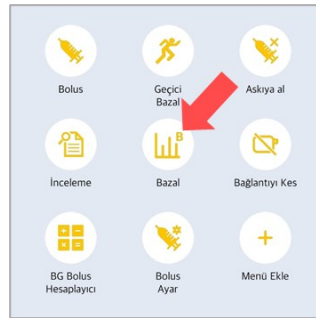 Bolus
Geçici
Bazal
Askıya al
B
İnceleme
Bazal
Bağlantıyı Kes
BG Bolus
Hesaplayıcı
Bolus
Ayar
Menü Ekle